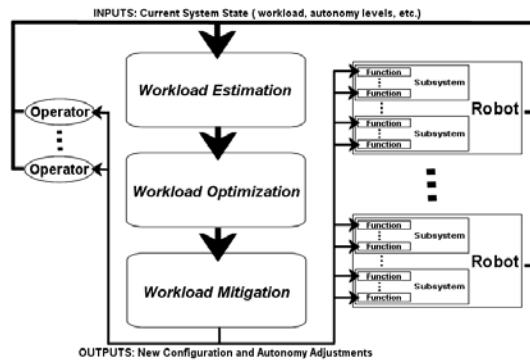 INPUTS: Current System State ( workload, autonomy levels, etc.)
Workload Estimation
Workload Optimization
Workload Mitigation
Operator
Operator
Function
Subsystem
Function
Function
Subsystem
Function
Robot
Function
Subsystem
Function
Function
Subsystem
Function
Robot
OUTPUTS: New Configuration and Autonomy Adjustments